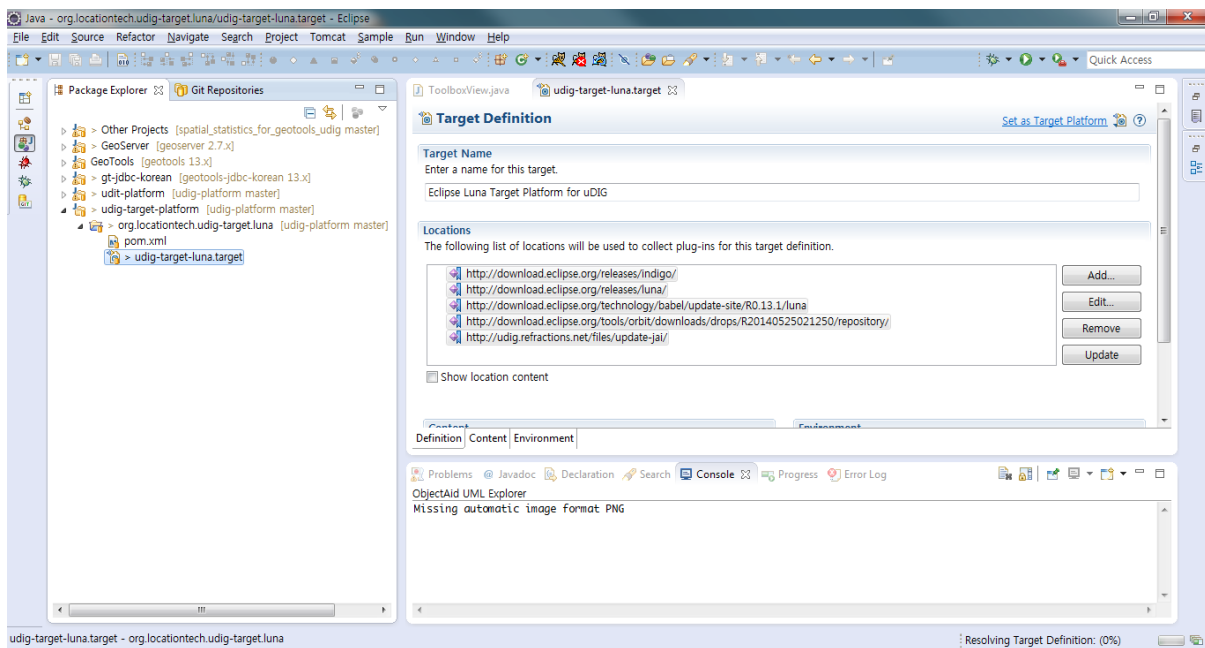 Java - org.locationtech.udig-target.luna/udig-target-luna.target - Eclipse
File Edit Source Refactor Navigate Search Project Tomcat Sample Run Window Help
Quick Access
Package Explorer Git Repositories
> Other Projects [spatial_statistics_for_geotools_udig master]
> GeoServer [geoserver 2.7.x]
GeoTools [geotools 13.x]
> gt-jdbc-korean [geotools-jdbc-korean 13.x]
> udit-platform [udig-platform master]
> udig-target-platform [udig-platform master]
> org.locationtech.udig-target.luna [udig-platform master]
pom.xml
> udig-target-luna.target
ToolboxView.java udig-target-luna.target
Target Definition
Set as Target Platform
Target Name
Enter a name for this target.
Eclipse Luna Target Platform for uDIG
Locations
The following list of locations will be used to collect plug-ins for this target definition.
http://download.eclipse.org/releases/indigo/
http://download.eclipse.org/releases/luna/
http://download.eclipse.org/technology/babel/update-site/R0.13.1/luna
http://download.eclipse.org/tools/orbit/downloads/drops/R20140525021250/repository/
http://udig.refractions.net/files/update-jai/
Add...
Edit...
Remove
Update
Show location content
Content Environment
Definition Content Environment
Problems @ Javadoc Declaration Search Console Progress Error Log
ObjectAid UML Explorer
Missing automatic image format PNG
udig-target-luna.target - org.locationtech.udig-target.luna
Resolving Target Definition: (0%)